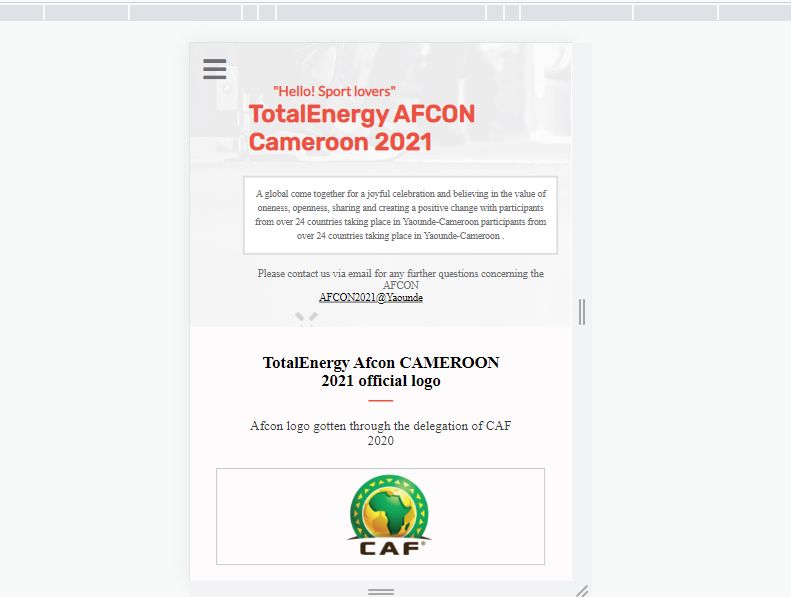 "Hello! Sport lovers"
TotalEnergy AFCON
Cameroon 2021
A global come together for a joyful celebration and believing in the value of
oneness, openness, sharing and creating a positive change with participants
from over 24 countries taking place in Yaounde-Cameroon participants from
over 24 countries taking place in Yaounde-Cameroon .
Please contact us via email for any further questions concerning the
AFCON
AFCON2021@Yaounde
TotalEnergy Afcon CAMEROON
2021 official logo
Afcon logo gotten through the delegation of CAF
2020
CAF